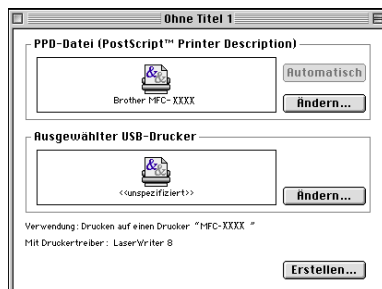 Ohne Titel 1
PPD-Datei (PostScript™ Printer Description)
Automatisch
Brother MFC-XXXX
Ändern...
Ausgewählter USB-Drucker
<<unspezifiziert>>
Ändern...
Verwendung: Drucken auf einen Drucker "MFC-XXXX "
Mit Druckertreiber : LaserWriter 8
Erstellen...